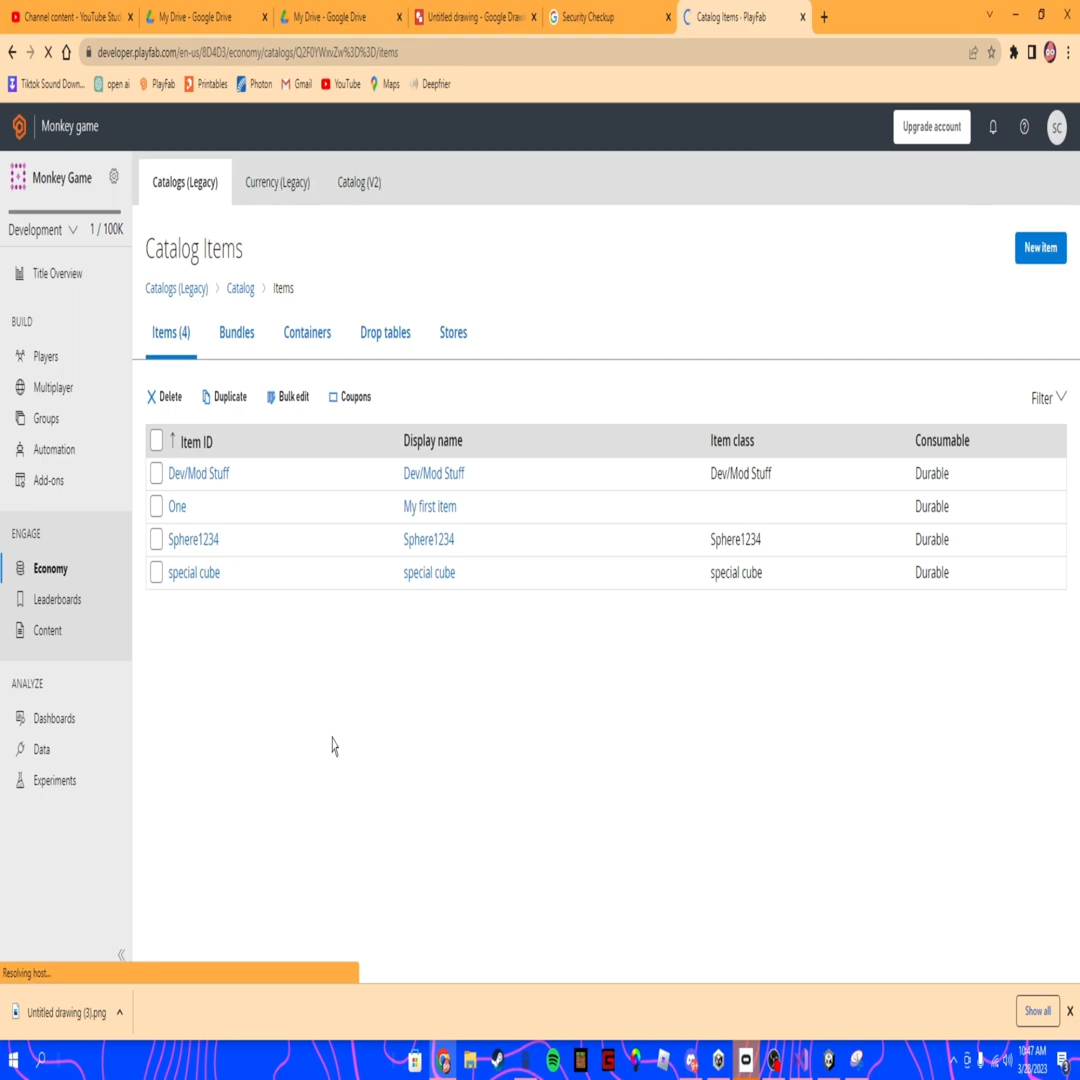 Channel content - YouTube Stud
My Drive - Google Drive
My Drive - Google Drive
Untitled drawing - Google Draw
Security Checkup
Catalog Items - PlayFab
developer.playfab.com/en-us/8D4D3/economy/catalogs/Q2F0YWxvZw%3D%3D/items
Tiktok Sound Down...
open ai
PlayFab
Printables
Photon
Gmail
YouTube
Maps
Deepfrier
Monkey game
Upgrade account
SC
Monkey Game
Development 1 / 100K
Title Overview
BUILD
Players
Multiplayer
Groups
Automation
Add-ons
ENGAGE
Economy
Leaderboards
Content
ANALYZE
Dashboards
Data
Experiments
Catalogs (Legacy) Currency (Legacy) Catalog (V2)
Catalog Items
New item
Catalogs (Legacy) > Catalog > Items
Items (4) Bundles Containers Drop tables Stores
Delete Duplicate Bulk edit Coupons Filter
Item ID Display name Item class Consumable
Dev/Mod Stuff Dev/Mod Stuff Dev/Mod Stuff Durable
One My first item Durable
Sphere1234 Sphere1234 Sphere1234 Durable
special cube special cube special cube Durable
Resolving host...
Untitled drawing (3).png
Show all
10:47 AM
3/28/2023
3